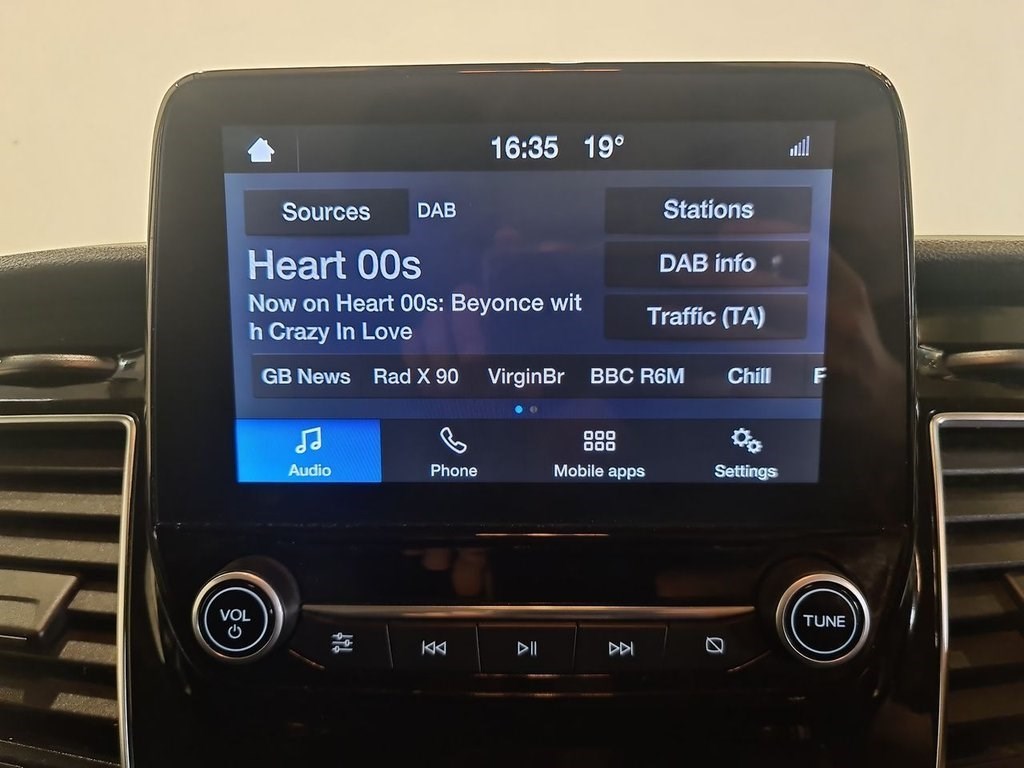 16:35 19°
Sources DAB Stations
Heart 00s
DAB info
Now on Heart 00s: Beyonce wit
h Crazy In Love
Traffic (TA)
GB News Rad X 90 VirginBr BBC R6M Chill F
Audio Phone Mobile apps Settings
VOL
TUNE